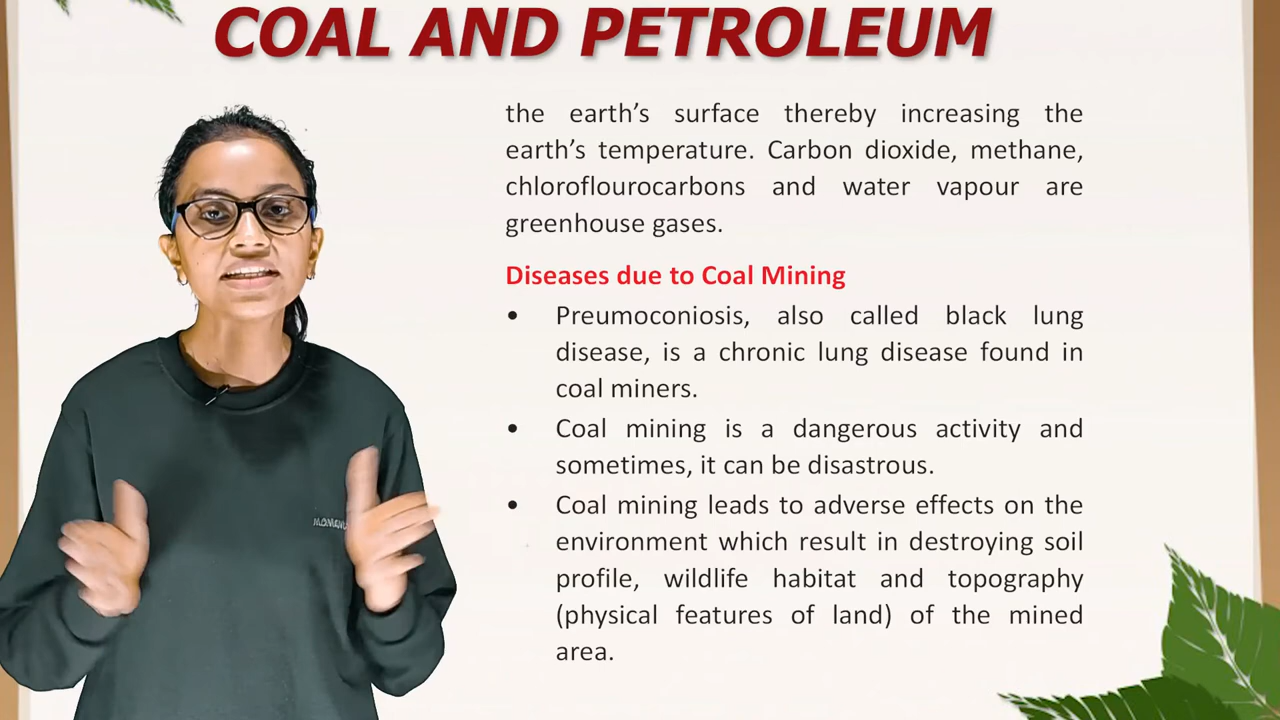 COAL AND PETROLEUM
the earth’s surface thereby increasing the
earth’s temperature. Carbon dioxide, methane,
chloroflourocarbons and water vapour are
greenhouse gases.
Diseases due to Coal Mining
• Preumoconiosis, also called black lung
disease, is a chronic lung disease found in
coal miners.
• Coal mining is a dangerous activity and
sometimes, it can be disastrous.
• Coal mining leads to adverse effects on the
environment which result in destroying soil
profile, wildlife habitat and topography
(physical features of land) of the mined
area.